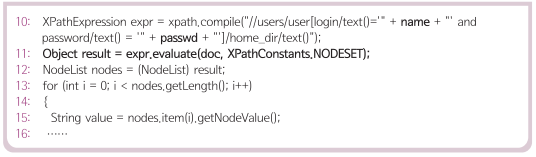 10: XPathExpression expr = xpath.compile("//users/user[login/text()='" + name + "' and
password/text() = '" + passwd + "']/home_dir/text()");
11: Object result = expr.evaluate(doc, XPathConstants.NODESET);
12: NodeList nodes = (NodeList) result;
13: for (int i = 0; i < nodes.getLength(); i++)
14: {
15: String value = nodes.item(i).getNodeValue();
16: ……